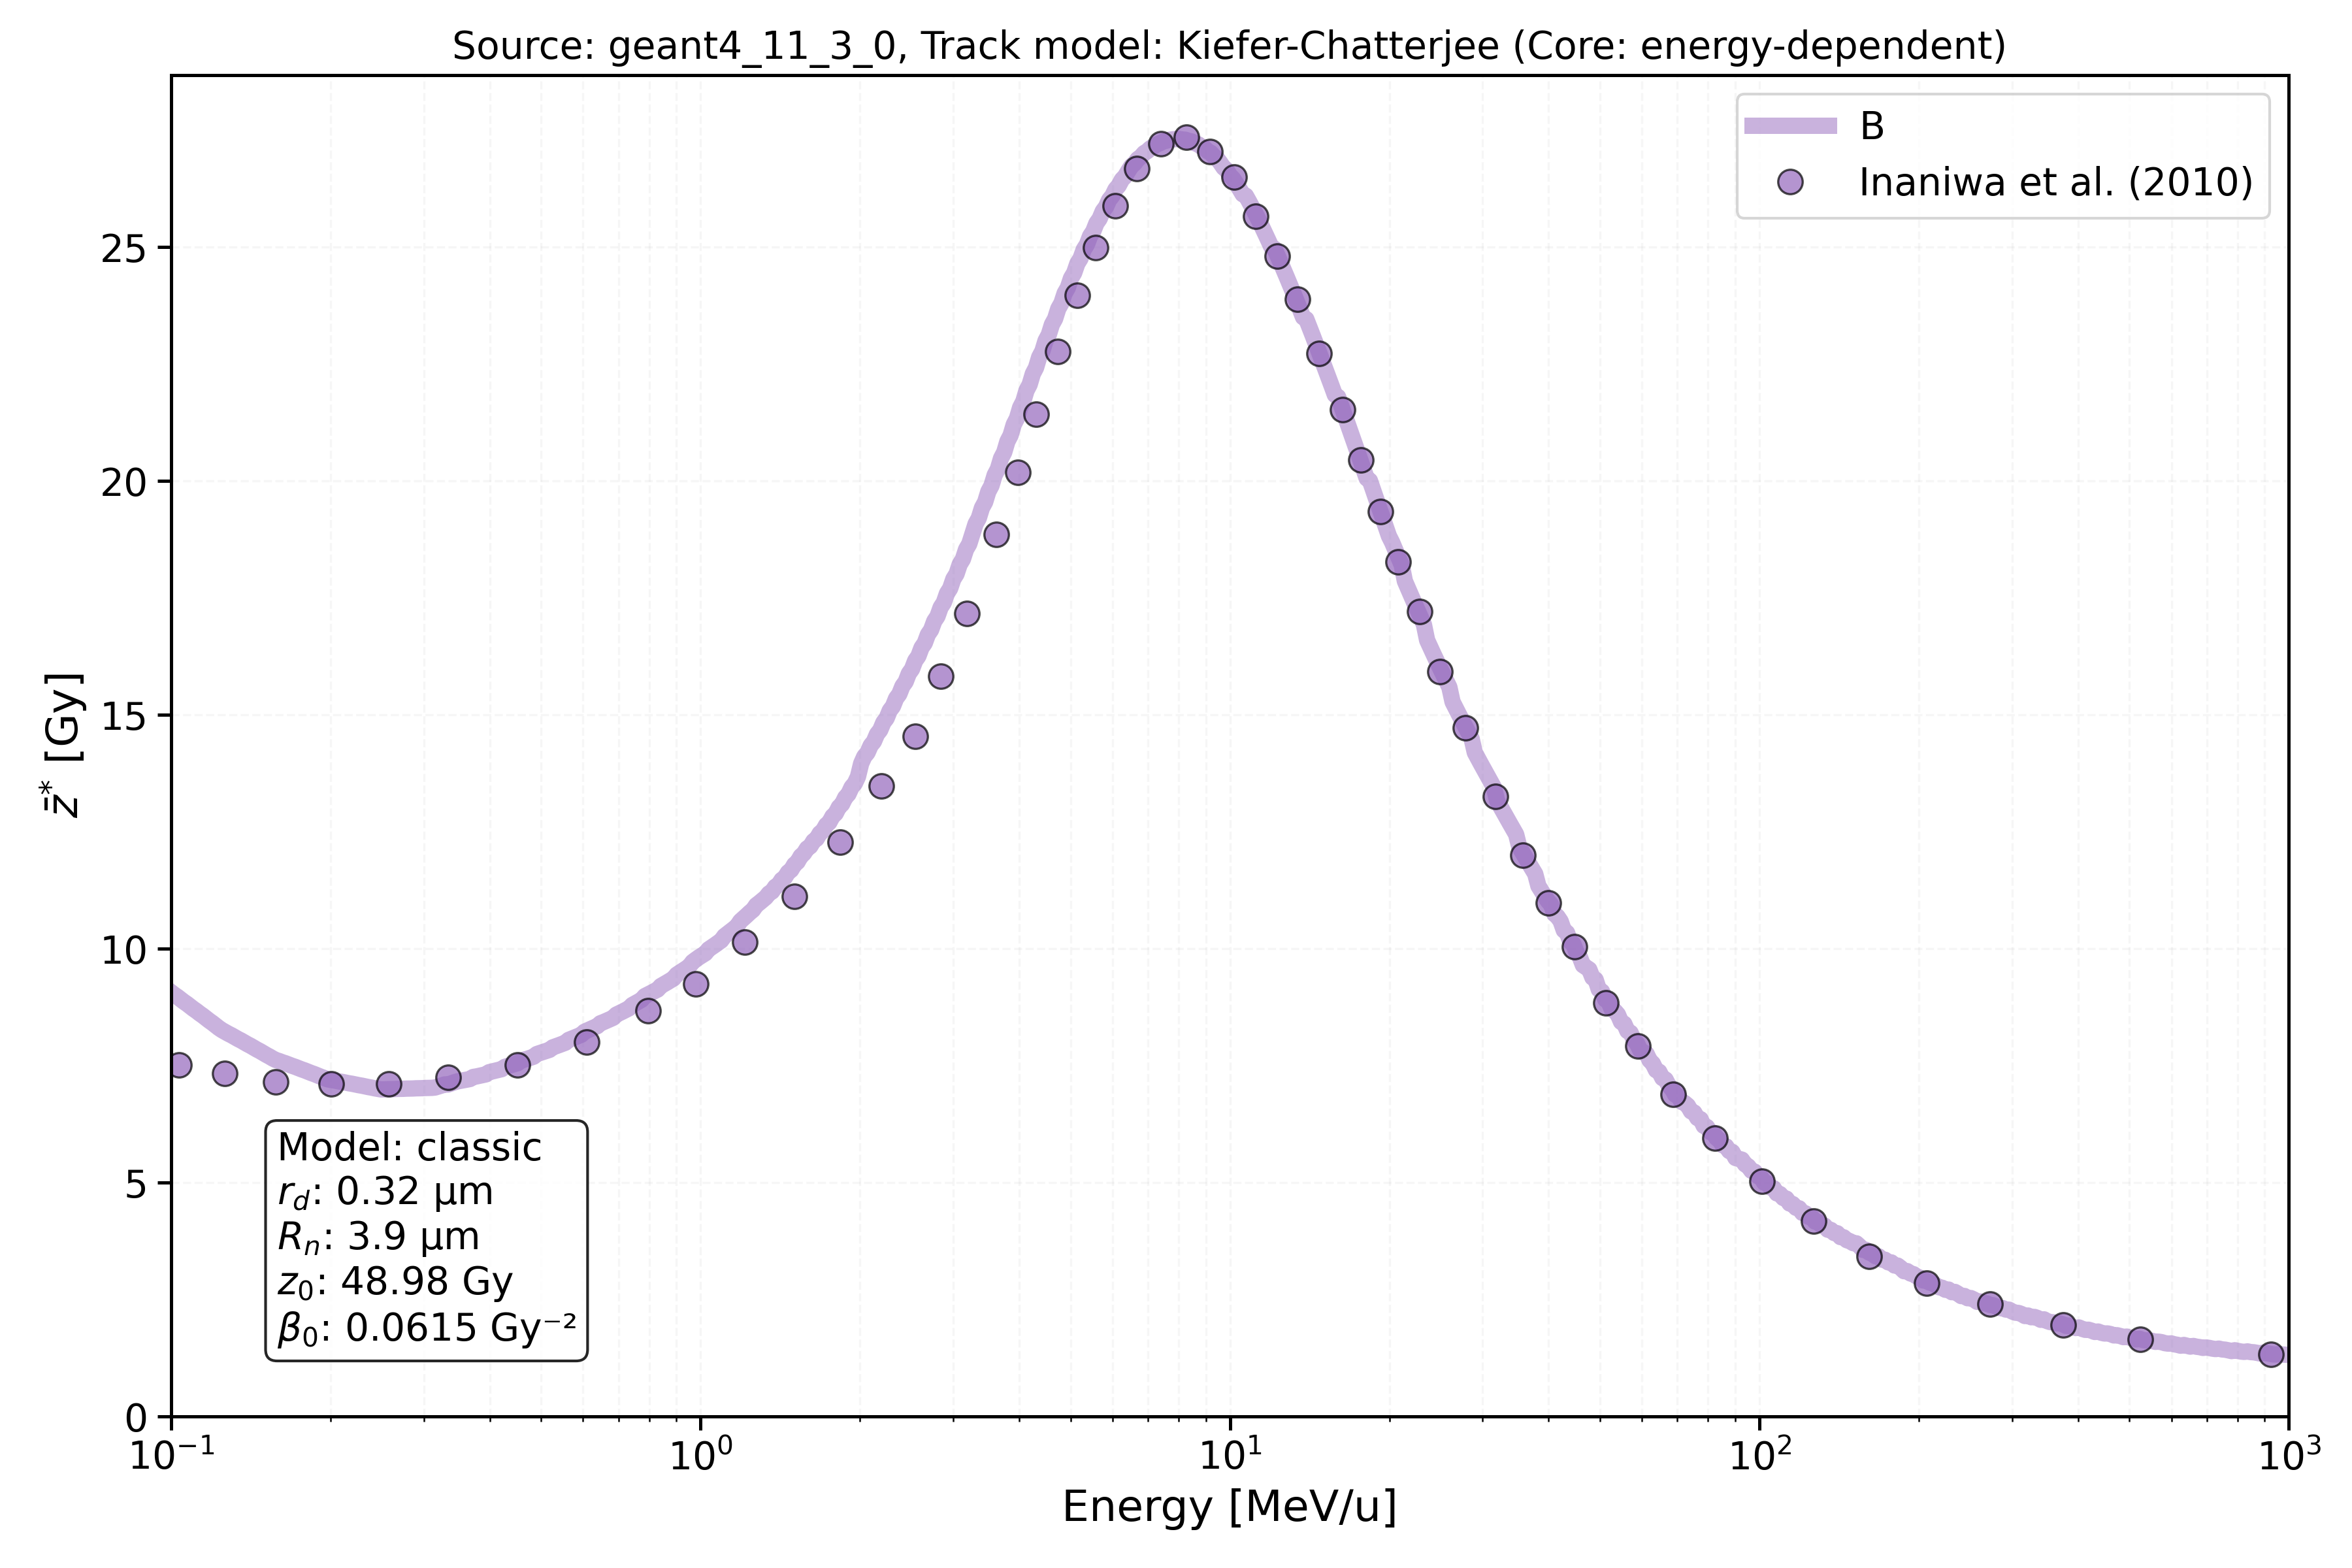 Source: geant4_11_3_0, Track model: Kiefer-Chatterjee (Core: energy-dependent)
B
Inaniwa et al. (2010)
z̄* [Gy]
25
20
15
10
5
0
Model: classic
r_d: 0.32 μm
R_n: 3.9 μm
z₀: 48.98 Gy
β₀: 0.0615 Gy⁻²
10⁻¹ 10⁰ 10¹ 10² 10³
Energy [MeV/u]